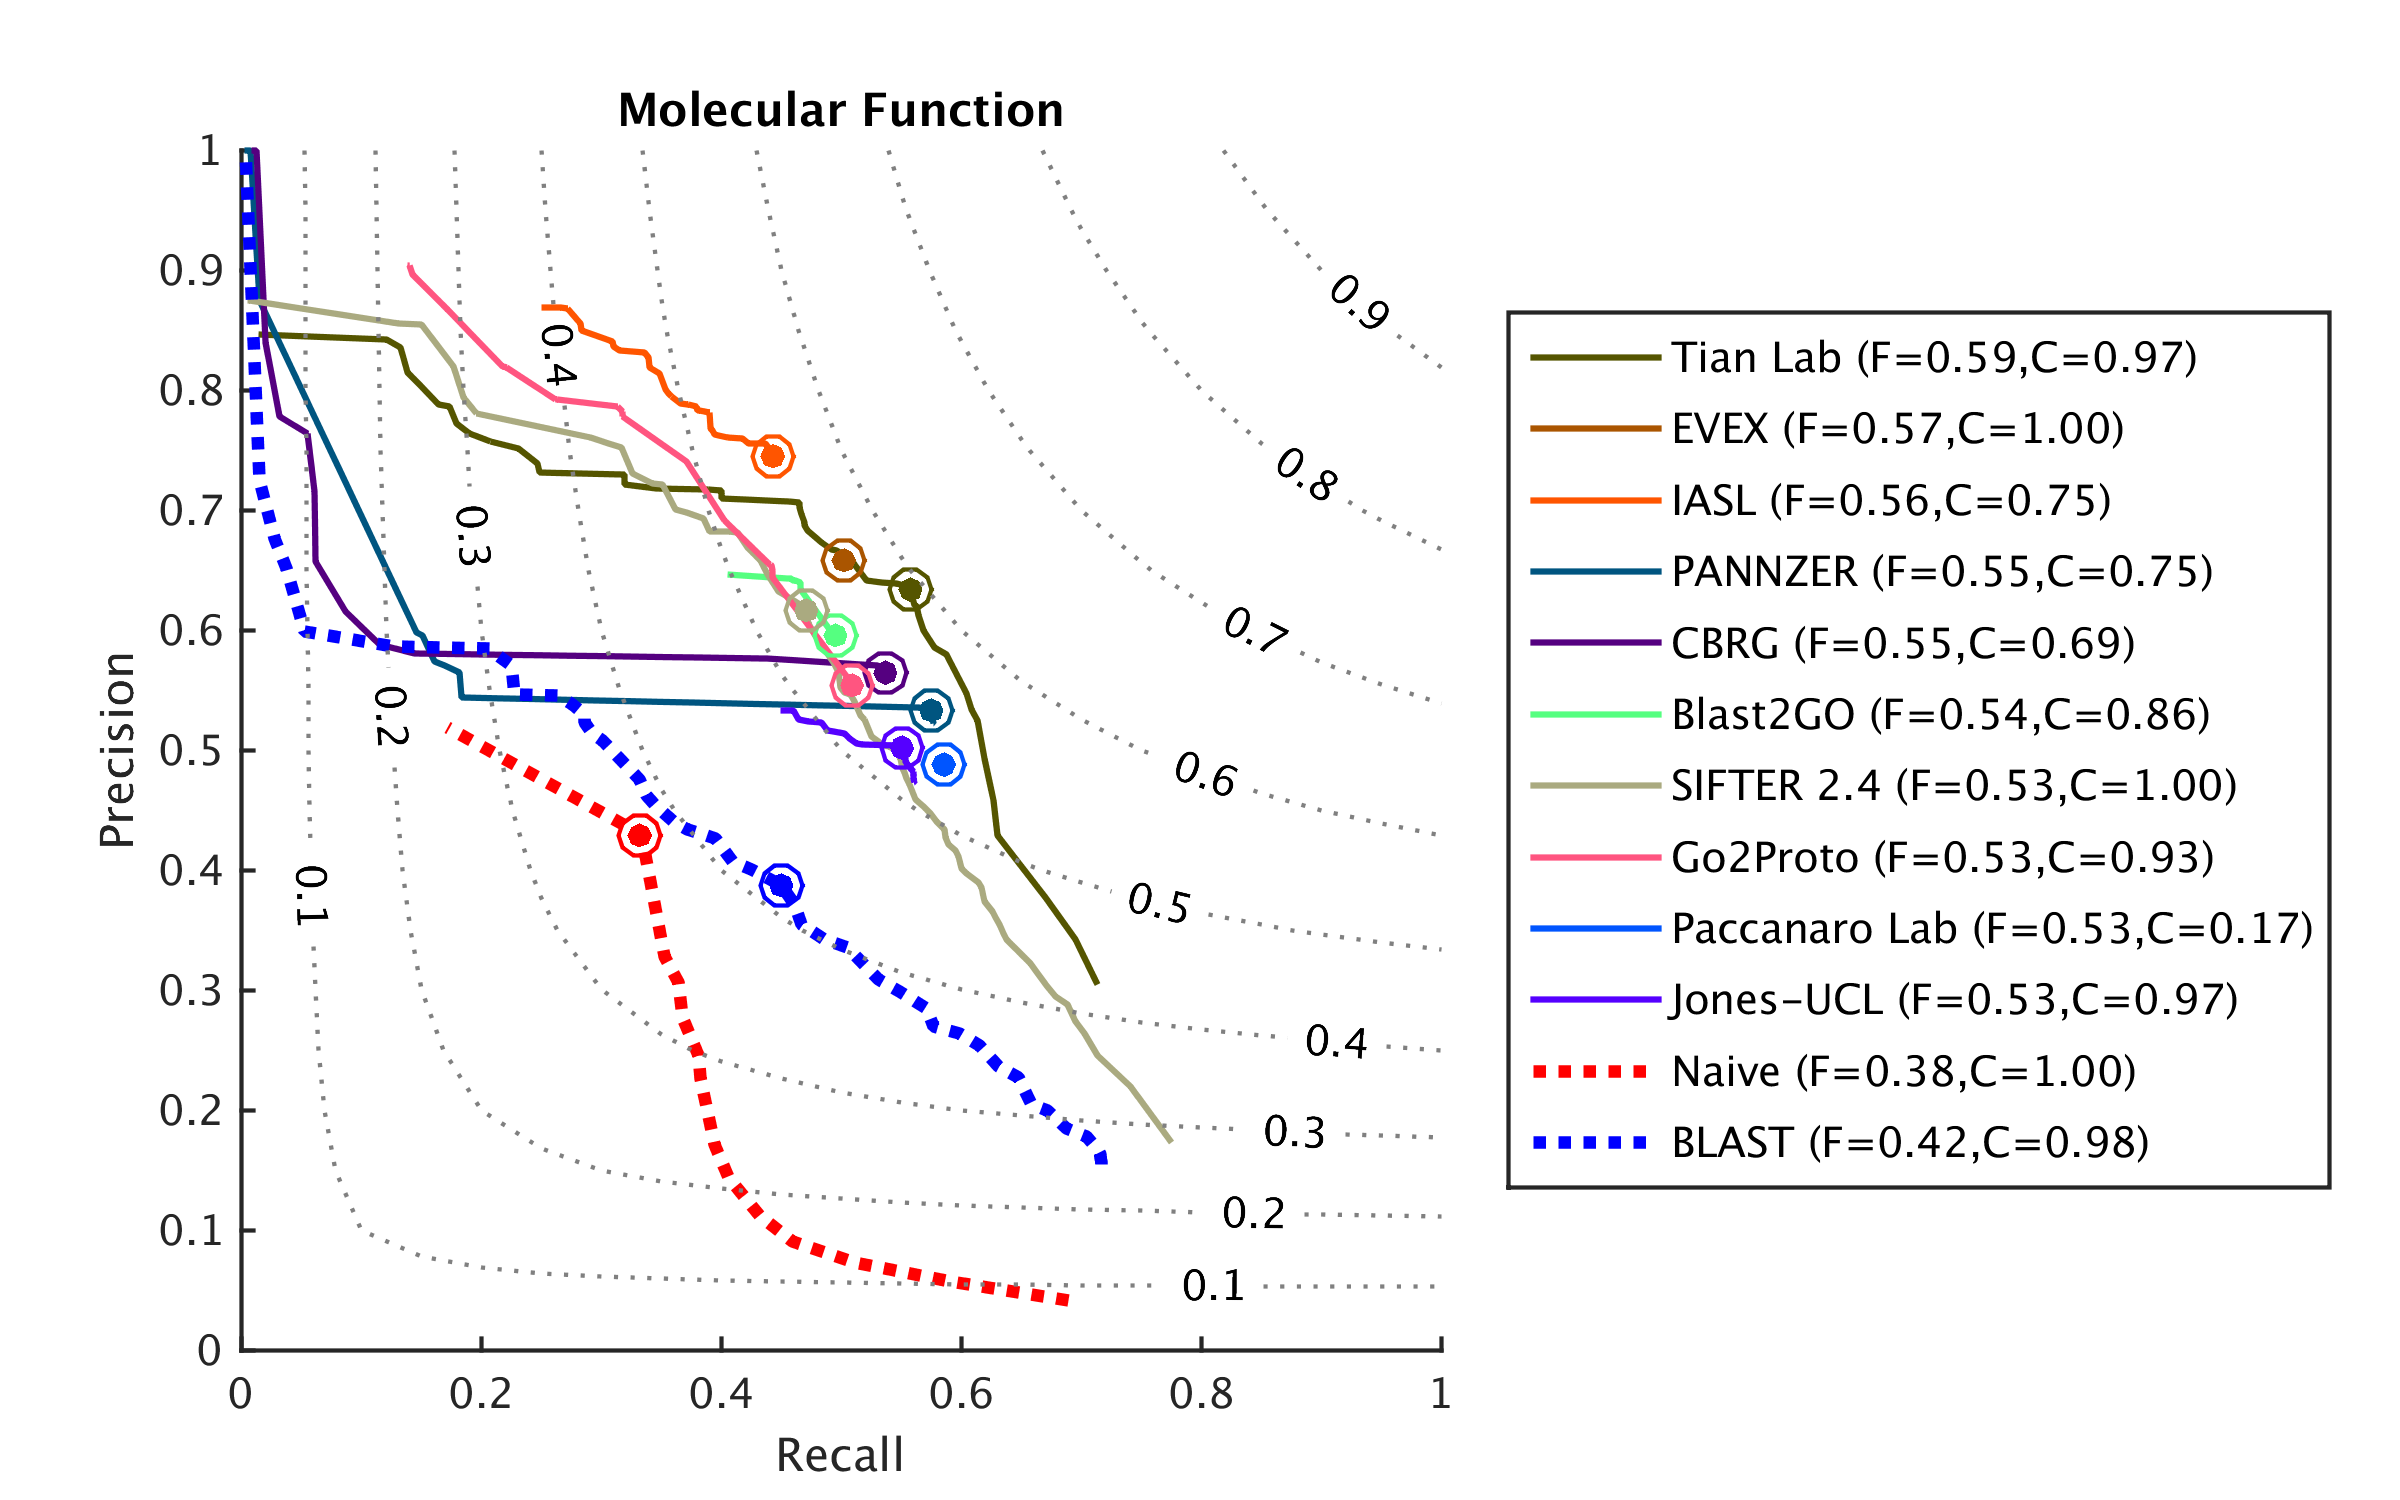 Molecular Function
Precision
1
0.9
0.8
0.7
0.6
0.5
0.4
0.3
0.2
0.1
0
0 0.2 0.4 0.6 0.8 1
Recall
0.1
0.2
0.3
0.4
0.9
0.8
0.7
0.6
0.5
0.4
0.3
0.2
0.1
Tian Lab (F=0.59,C=0.97)
EVEX (F=0.57,C=1.00)
IASL (F=0.56,C=0.75)
PANNZER (F=0.55,C=0.75)
CBRG (F=0.55,C=0.69)
Blast2GO (F=0.54,C=0.86)
SIFTER 2.4 (F=0.53,C=1.00)
Go2Proto (F=0.53,C=0.93)
Paccanaro Lab (F=0.53,C=0.17)
Jones-UCL (F=0.53,C=0.97)
Naive (F=0.38,C=1.00)
BLAST (F=0.42,C=0.98)